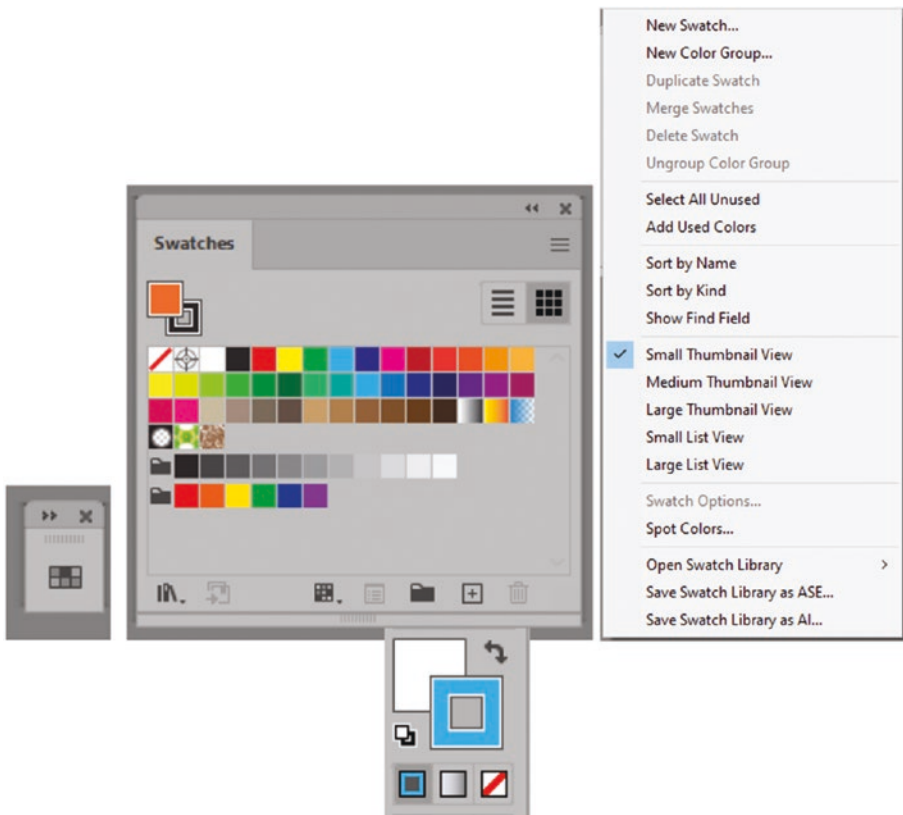 Swatches
New Swatch...
New Color Group...
Duplicate Swatch
Merge Swatches
Delete Swatch
Ungroup Color Group
Select All Unused
Add Used Colors
Sort by Name
Sort by Kind
Show Find Field
Small Thumbnail View
Medium Thumbnail View
Large Thumbnail View
Small List View
Large List View
Swatch Options...
Spot Colors...
Open Swatch Library
Save Swatch Library as ASE...
Save Swatch Library as AI...